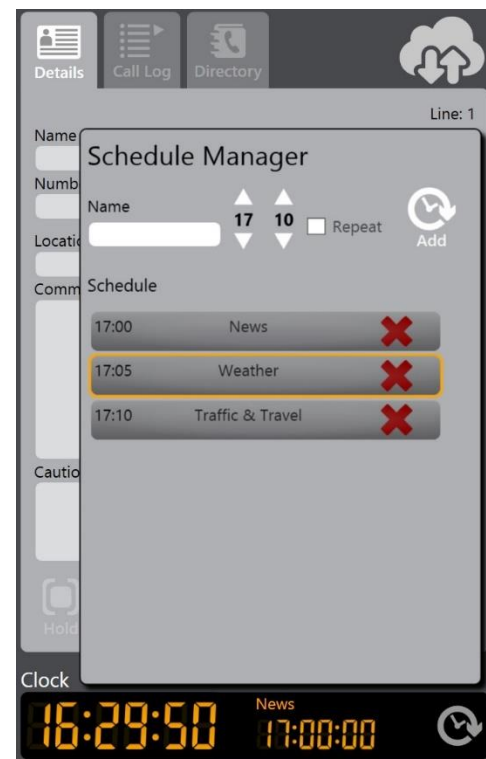 Details Call Log Directory
Line: 1
Name
Schedule Manager
Numb
Name 17 10 Repeat Add
Locatic
Comm
Schedule
17:00 News
17:05 Weather
17:10 Traffic & Travel
Cautio
Hold
Clock
16:29:50 News 17:00:00